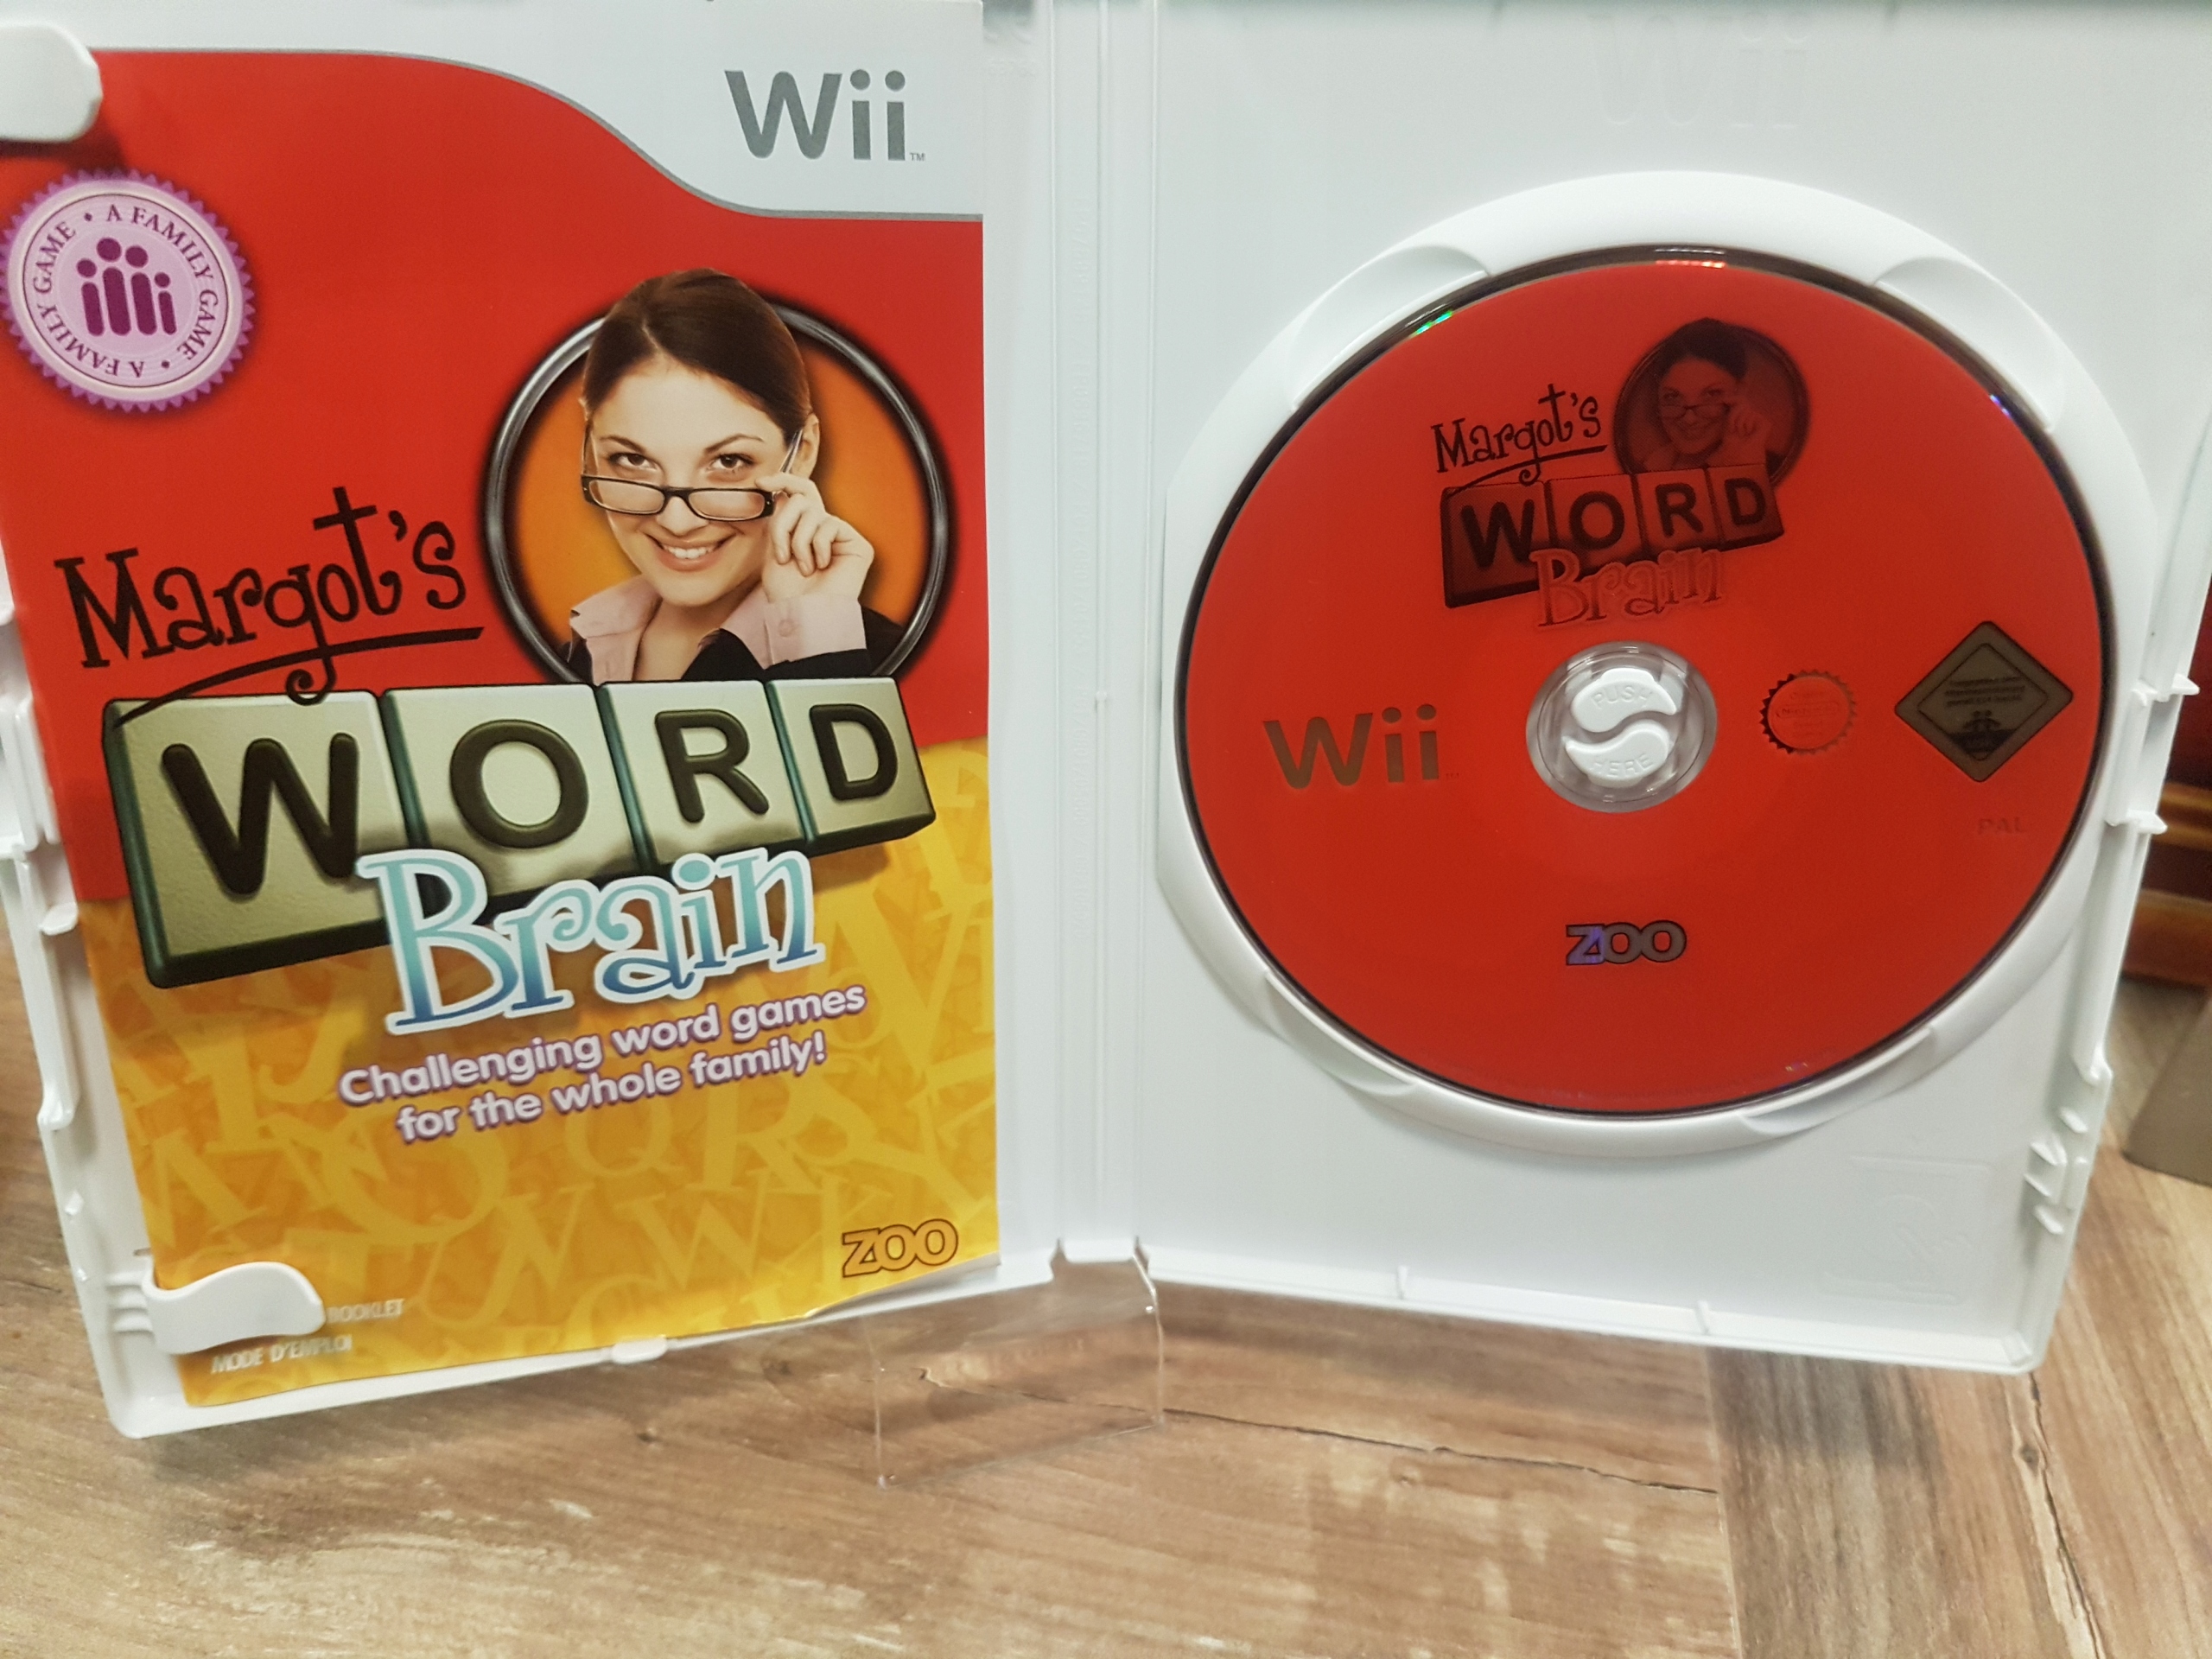 Wii™
A FAMILY GAME • A FAMILY GAME •
Margot's
WORD
Brain
Challenging word games
for the whole family!
ZOO
BOOKLET
MODE D'EMPLOI
Wii
Margot's
WORD
Brain
PUSH
HERE
Wii
PAL
ZOO